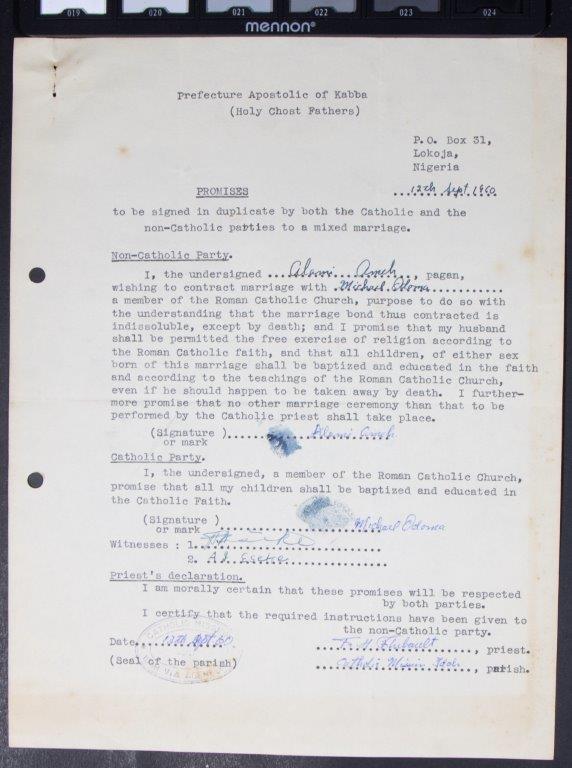 019 020 021 022 023 024
mennon®
Prefecture Apostolic of Kabba
(Holy Ghost Fathers)
P.O. Box 31,
Lokoja,
Nigeria
12th Sept. 1960
PROMISES
to be signed in duplicate by both the Catholic and the
non-Catholic parties to a mixed marriage.
Non-Catholic Party.
I, the undersigned ... Alami ..., pagan,
wishing to contract marriage with .Michael Odoma.............
a member of the Roman Catholic Church, purpose to do so with
the understanding that the marriage bond thus contracted is
indissoluble, except by death; and I promise that my husband
shall be permitted the free exercise of religion according to
the Roman Catholic faith, and that all children, of either sex
born of this marriage shall be baptized and educated in the faith
and according to the teachings of the Roman Catholic Church,
even if he should happen to be taken away by death. I further-
more promise that no other marriage ceremony than that to be
performed by the Catholic priest shall take place.
(Signature )........... Alami
or mark
Catholic Party.
I, the undersigned, a member of the Roman Catholic Church,
promise that all my children shall be baptized and educated in
the Catholic Faith.
(Signature )
or mark ........................ Michael Odoma
Witnesses : 1.
2. A.I.
Priest's declaration.
I am morally certain that these promises will be respected
by both parties.
I certify that the required instructions have been given to
the non-Catholic party.
CATHOLIC MISSION
Date..12th Sept. 60.
, priest.
(Seal of the parish)
Catholic Mission , parish.